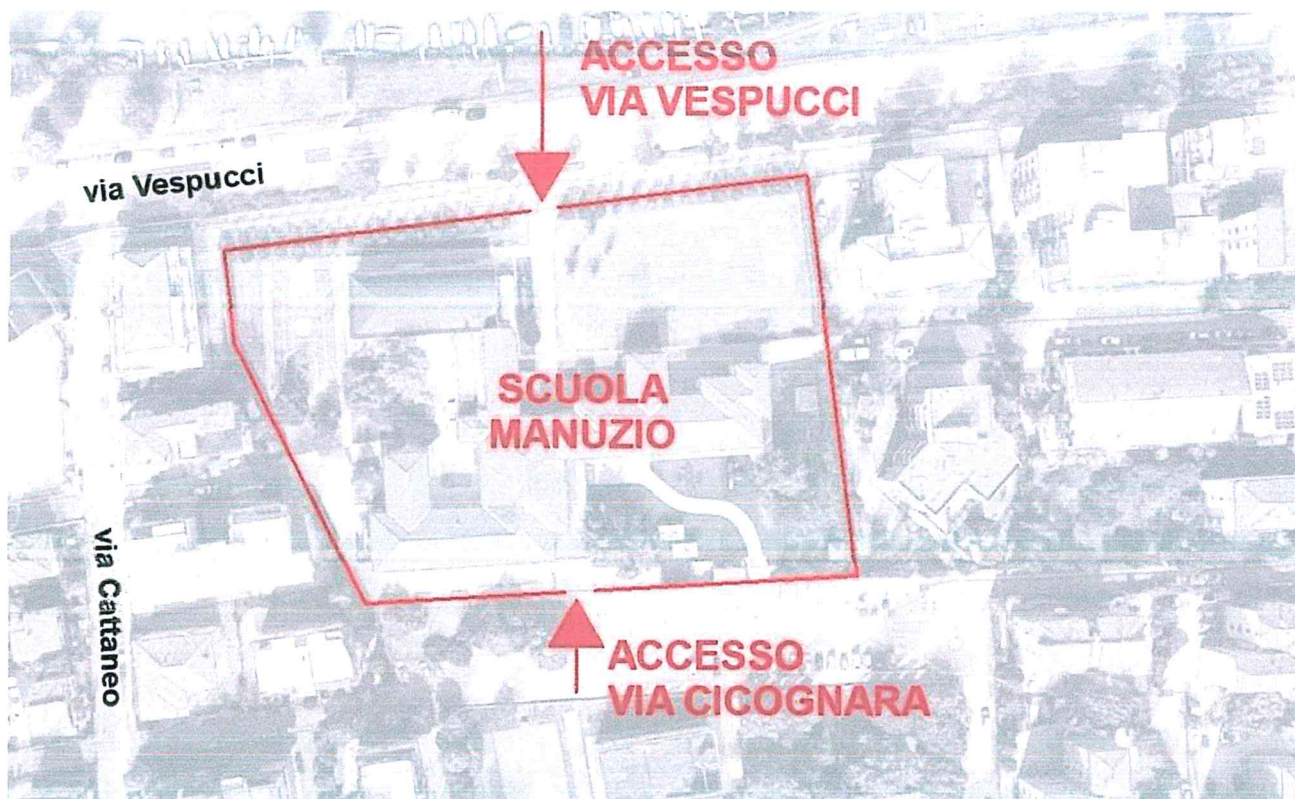 ACCESSO
VIA VESPUCCI
via Vespucci
SCUOLA
MANUZIO
via Cattaneo
ACCESSO
VIA CICOGNARA